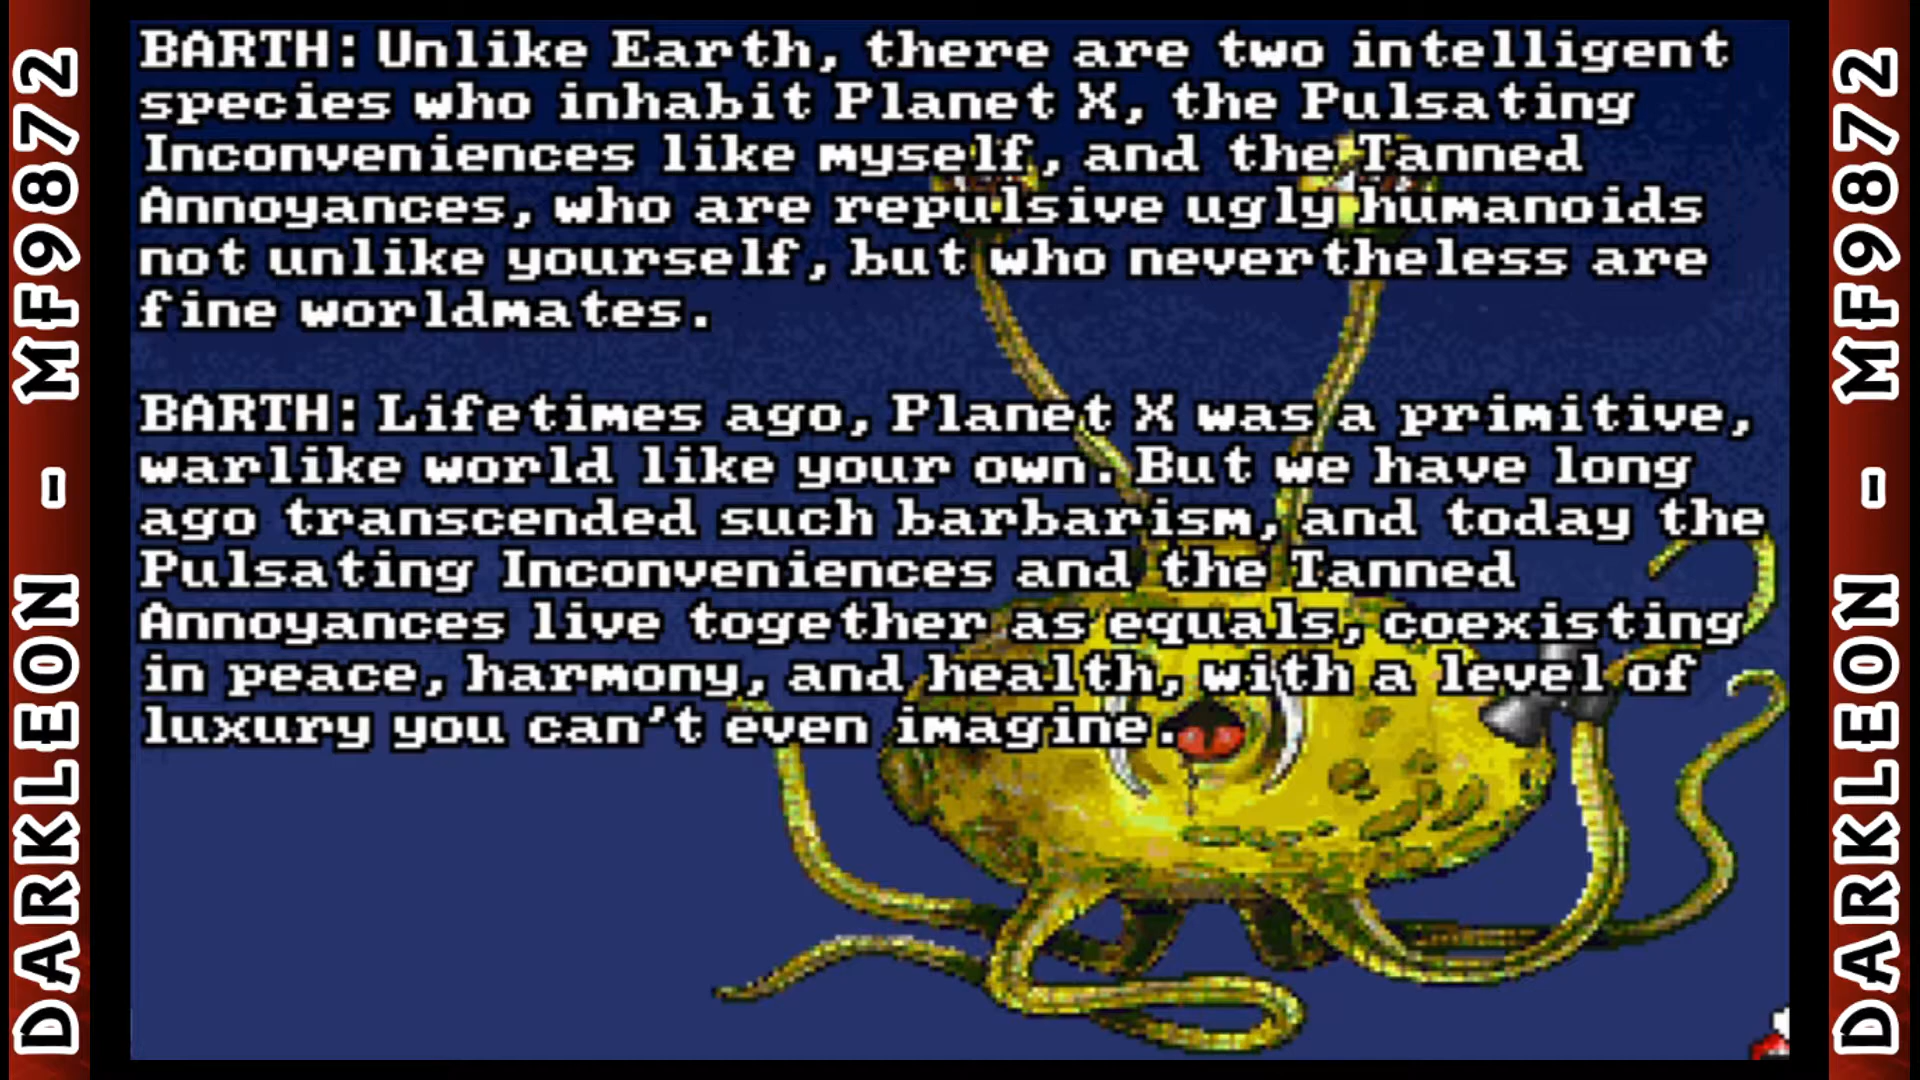 BARTH: Unlike Earth, there are two intelligent
species who inhabit Planet X, the Pulsating
Inconveniences like myself, and the Tanned
Annoyances, who are repulsive ugly humanoids
not unlike yourself, but who nevertheless are
fine worldmates.
BARTH: Lifetimes ago, Planet X was a primitive,
warlike world like your own. But we have long
ago transcended such barbarism, and today the
Pulsating Inconveniences and the Tanned
Annoyances live together as equals, coexisting
in peace, harmony, and health, with a level of
luxury you can't even imagine.
DARKLEON - MF9872
DARKLEON - MF9872